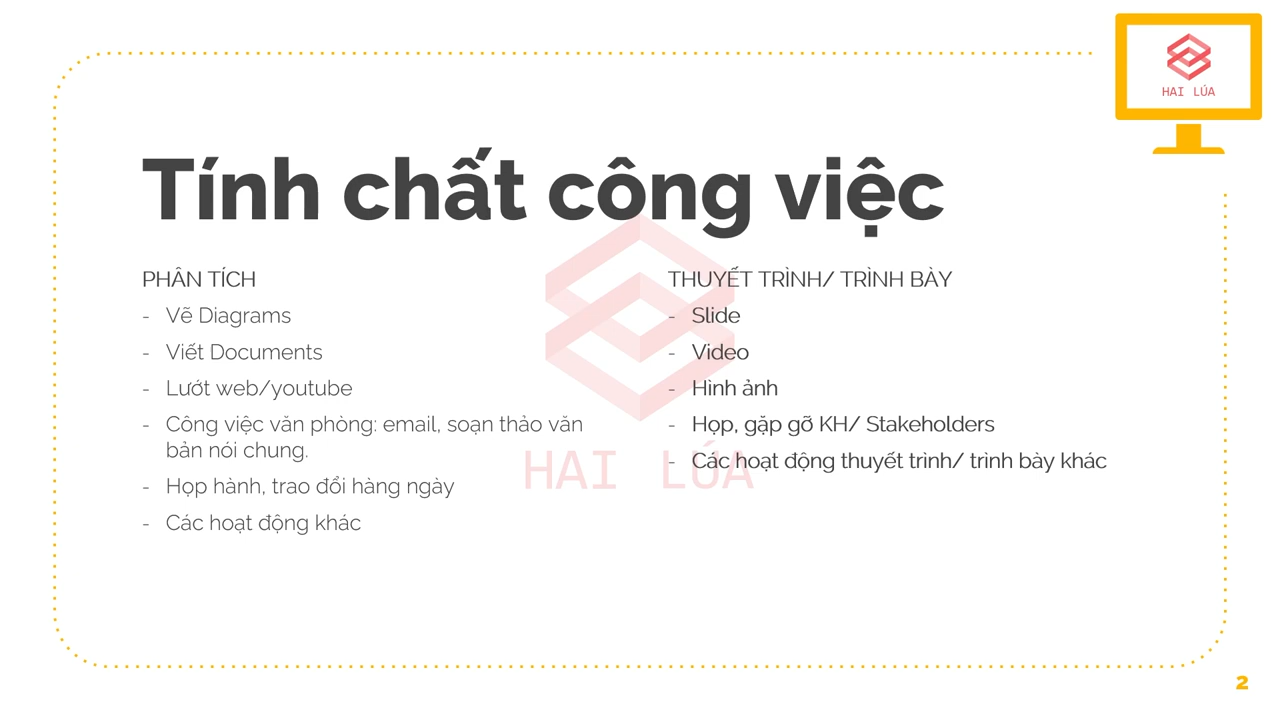 HAI LÚA
Tính chất công việc
PHÂN TÍCH
- Vẽ Diagrams
- Viết Documents
- Lướt web/youtube
- Công việc văn phòng: email, soạn thảo văn
bản nói chung.
- Họp hành, trao đổi hàng ngày
- Các hoạt động khác
THUYẾT TRÌNH/ TRÌNH BÀY
- Slide
- Video
- Hình ảnh
- Họp, gặp gỡ KH/ Stakeholders
- Các hoạt động thuyết trình/ trình bày khác
HAI LÚA
2